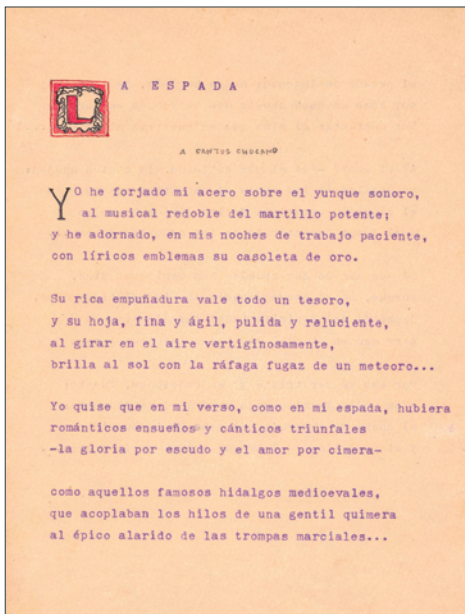 LA ESPADA
A SANTOS CHOCANO
YO he forjado mi acero sobre el yunque sonoro,
al musical redoble del martillo potente;
y he adornado, en mis noches de trabajo paciente,
con líricos emblemas su casoleta de oro.
Su rica empuñadura vale todo un tesoro,
y su hoja, fina y ágil, pulida y reluciente,
al girar en el aire vertiginosamente,
brilla al sol con la ráfaga fugaz de un meteoro...
Yo quise que en mi verso, como en mi espada, hubiera
románticos ensueños y cánticos triunfales
-la gloria por escudo y el amor por cimera-
como aquellos famosos hidalgos medioevales,
que acoplaban los hilos de una gentil quimera
al épico alarido de las trompas marciales...